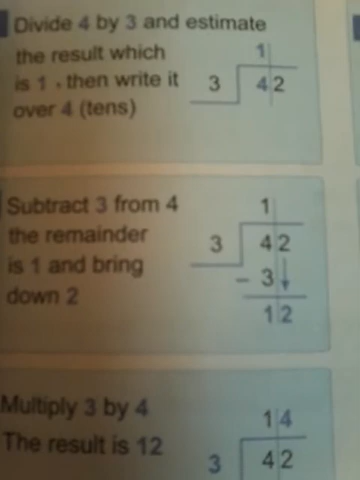 Divide 4 by 3 and estimate
the result which
is 1 , then write it
over 4 (tens)
1
3 42
Subtract 3 from 4
the remainder
is 1 and bring
down 2
1
3 42
- 3↓
12
Multiply 3 by 4
The result is 12
14
3 42